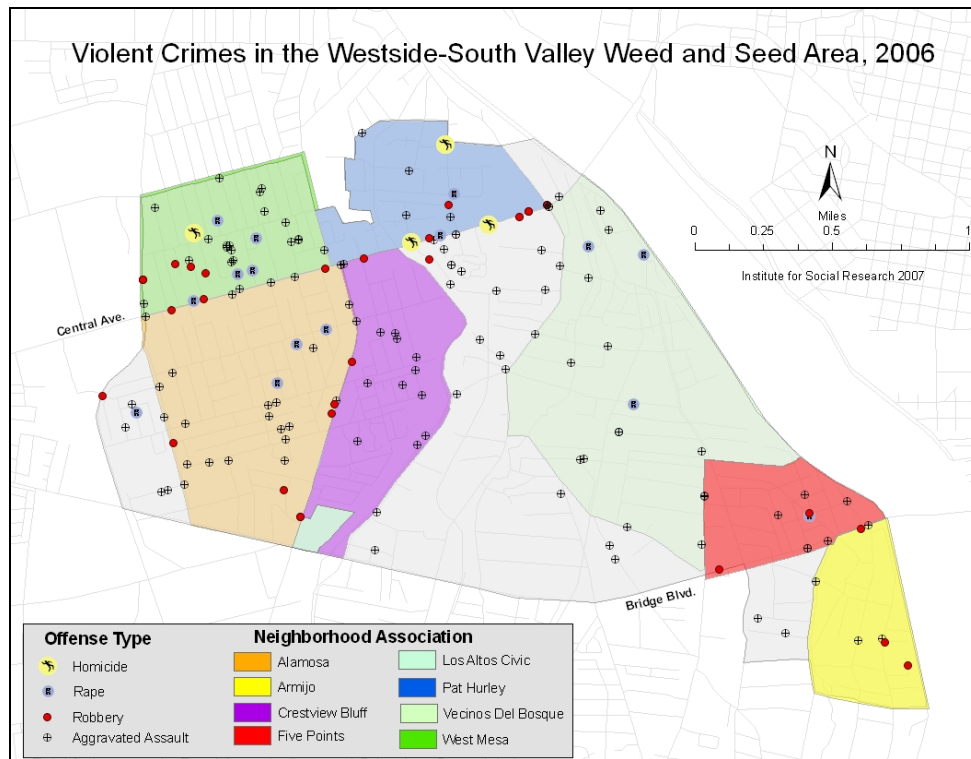 Violent Crimes in the Westside-South Valley Weed and Seed Area, 2006
N
Miles
0 0.25 0.5 1
Institute for Social Research 2007
Central Ave.
Bridge Blvd.
Offense Type
Homicide
Rape
Robbery
Aggravated Assault
Neighborhood Association
Alamosa
Armijo
Crestview Bluff
Five Points
Los Altos Civic
Pat Hurley
Vecinos Del Bosque
West Mesa